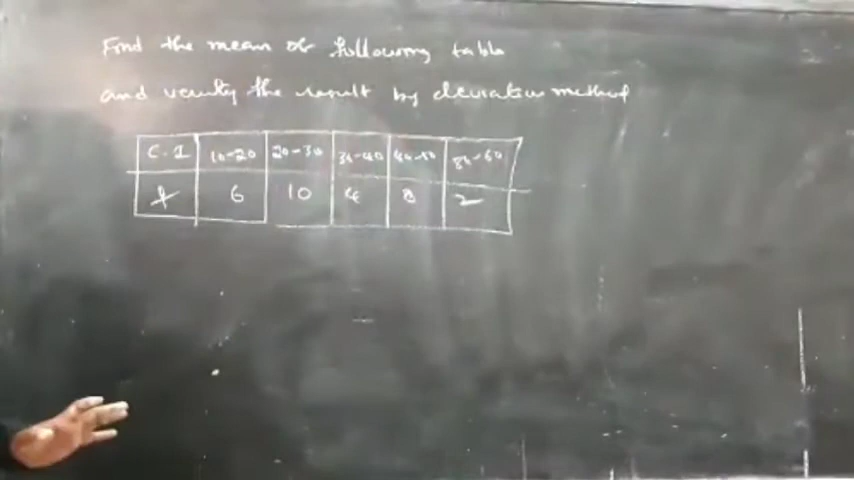 Find the mean of following table
and verify the result by deviation method
C.I 10-20 20-30 30-40 40-50 50-60
f 6 10 4 8 2